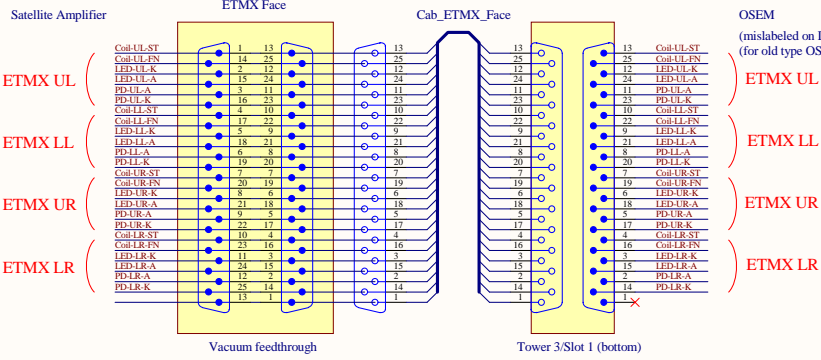 Satellite Amplifier ETMX Face Cab_ETMX_Face OSEM
(mislabeled on
(for old type OS
Coil-UL-ST 1 13 13 13 13 Coil-UL-ST
Coil-UL-FN 14 25 25 25 25 Coil-UL-FN
LED-UL-K 2 12 12 12 12 LED-UL-K
ETMX UL LED-UL-A 15 24 24 24 24 LED-UL-A ETMX UL
PD-UL-A 3 11 11 11 11 PD-UL-A
PD-UL-K 16 23 23 23 23 PD-UL-K
Coil-LL-ST 4 10 10 10 10 Coil-LL-ST
Coil-LL-FN 17 22 22 22 22 Coil-LL-FN
LED-LL-K 5 9 9 9 9 LED-LL-K
ETMX LL LED-LL-A 18 21 21 21 21 LED-LL-A ETMX LL
PD-LL-A 6 8 8 8 8 PD-LL-A
PD-LL-K 19 20 20 20 20 PD-LL-K
Coil-UR-ST 7 7 7 7 7 Coil-UR-ST
Coil-UR-FN 20 19 19 19 19 Coil-UR-FN
LED-UR-K 8 6 6 6 6 LED-UR-K
ETMX UR LED-UR-A 21 18 18 18 18 LED-UR-A ETMX UR
PD-UR-A 9 5 5 5 5 PD-UR-A
PD-UR-K 22 17 17 17 17 PD-UR-K
Coil-LR-ST 10 4 4 4 4 Coil-LR-ST
Coil-LR-FN 23 16 16 16 16 Coil-LR-FN
LED-LR-K 11 3 3 3 3 LED-LR-K
ETMX LR LED-LR-A 24 15 15 15 15 LED-LR-A ETMX LR
PD-LR-A 12 2 2 2 2 PD-LR-A
PD-LR-K 25 14 14 14 14 PD-LR-K
13 1 1 1 1
Vacuum feedthrough Tower 3/Slot 1 (bottom)